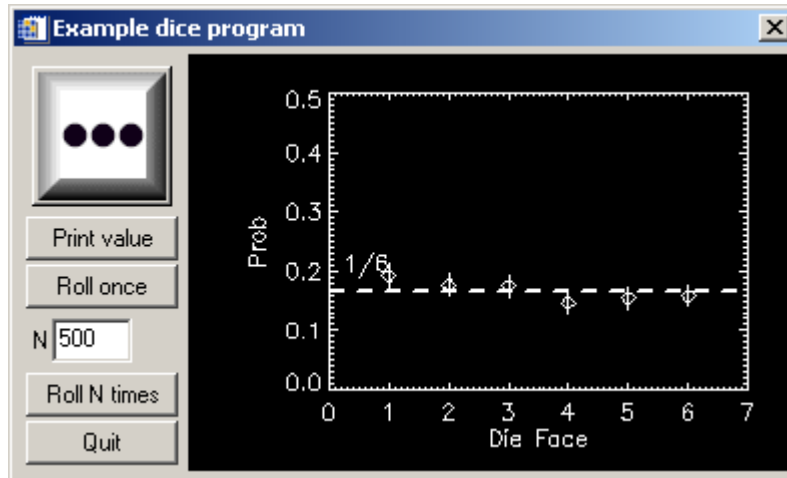 Example dice program
Print value
Roll once
N 500
Roll N times
Quit
0.5
0.4
0.3
0.2
0.1
0.0
Prob
1/6
0 1 2 3 4 5 6 7
Die Face